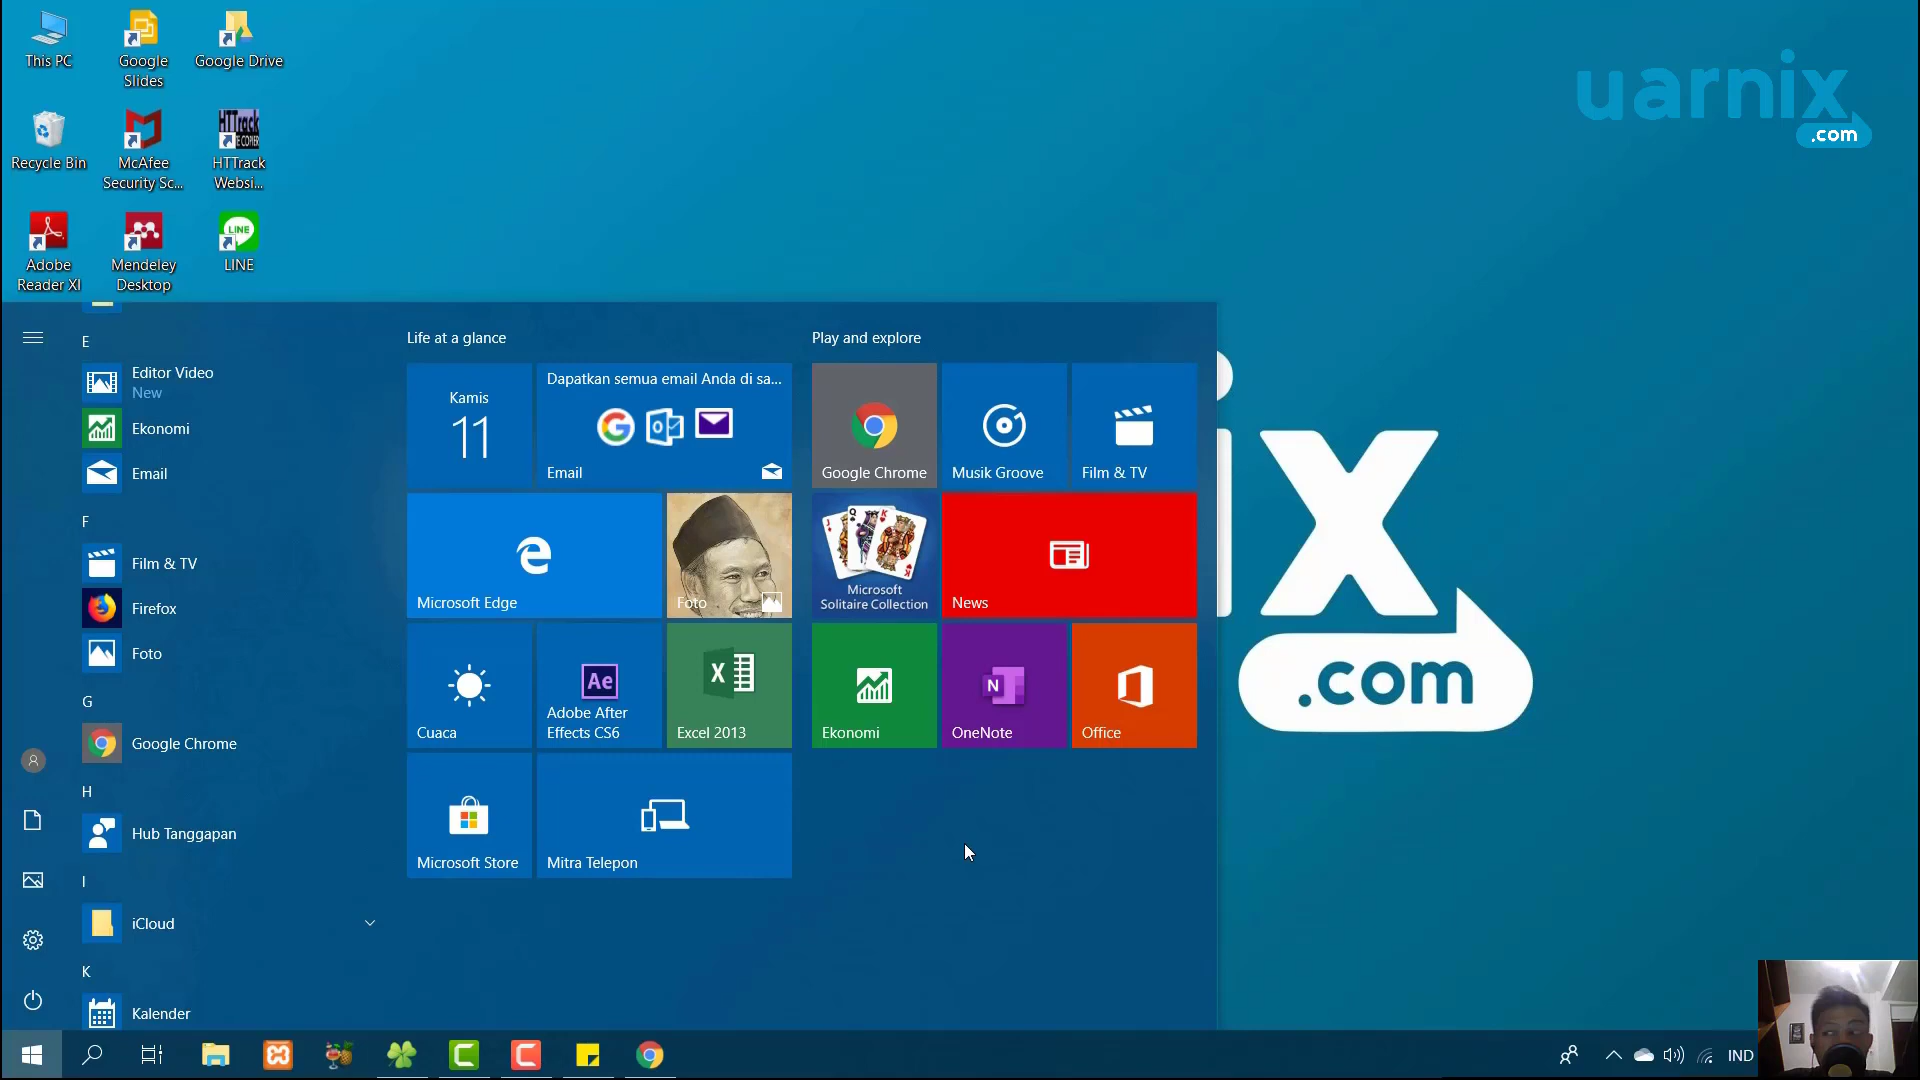 This PC
Google
Slides
Google Drive
uarnix
.com
Recycle Bin
McAfee
Security Sc...
HTTrack
Websi...
Adobe
Reader XI
Mendeley
Desktop
LINE
LINE
E
Editor Video
New
Ekonomi
Email
F
Film & TV
Firefox
Foto
G
Google Chrome
H
Hub Tanggapan
I
iCloud
K
Kalender
Life at a glance
Kamis
11
Dapatkan semua email Anda di sa...
Email
Microsoft Edge
Foto
Cuaca
Ae
Adobe After
Effects CS6
Excel 2013
Microsoft Store
Mitra Telepon
Play and explore
Google Chrome
Musik Groove
Film & TV
Microsoft
Solitaire Collection
News
Ekonomi
N
OneNote
Office
ix
.com
IND